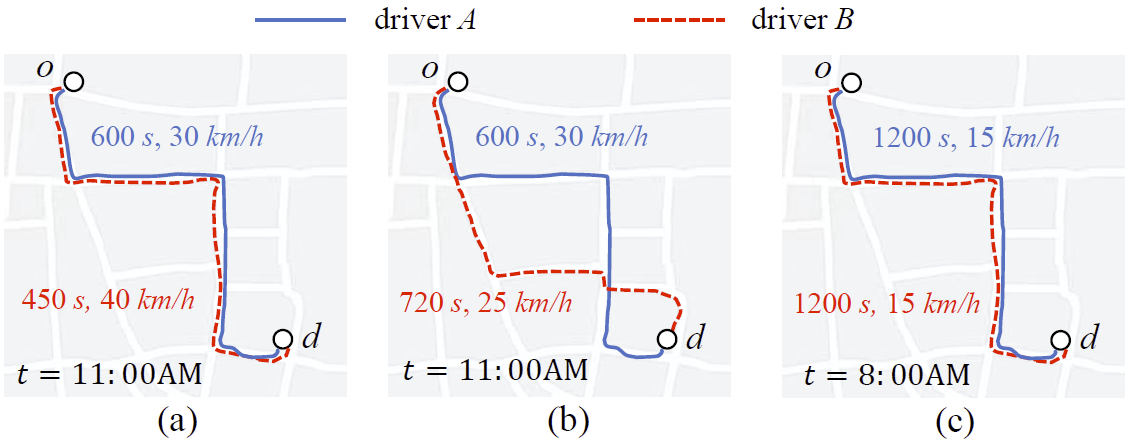 driver A driver B
o
600 s, 30 km/h
450 s, 40 km/h
d
t = 11:00AM
(a)
o
600 s, 30 km/h
720 s, 25 km/h
d
t = 11:00AM
(b)
o
1200 s, 15 km/h
1200 s, 15 km/h
d
t = 8:00AM
(c)